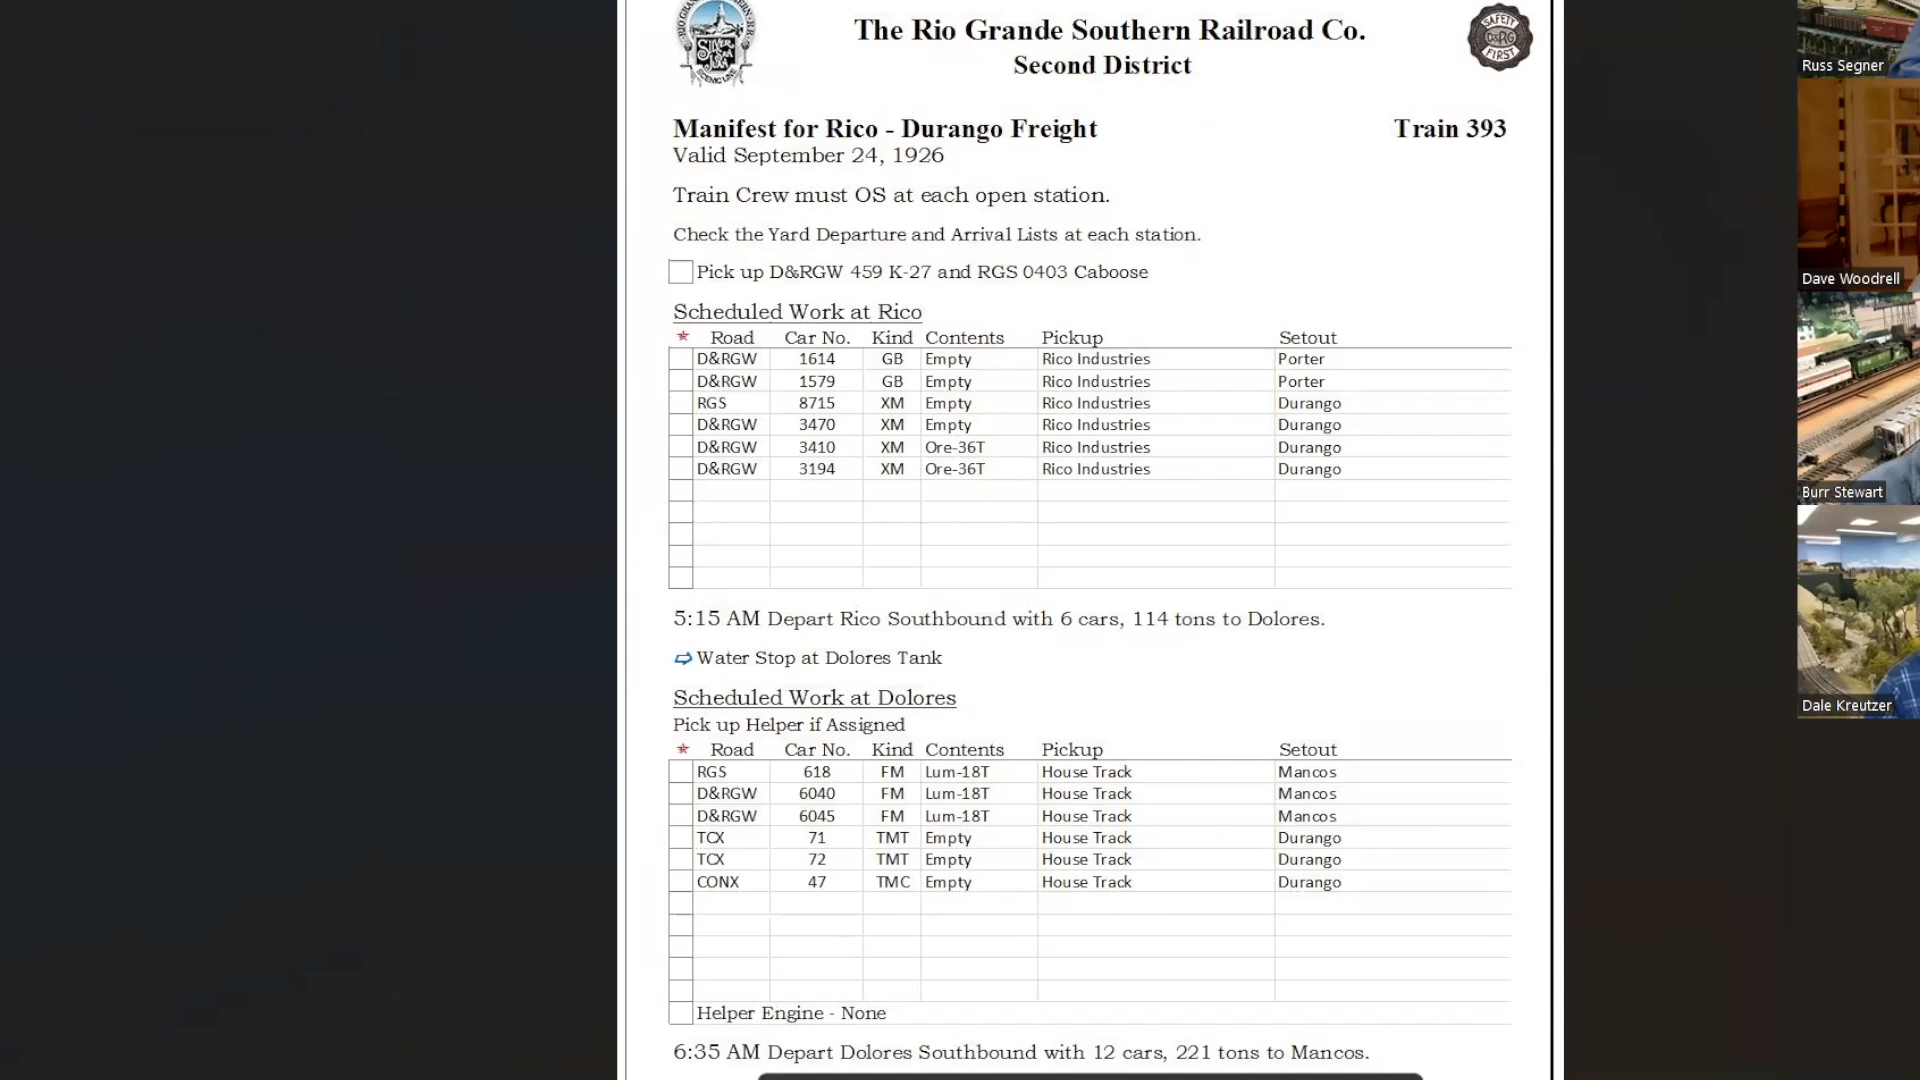 The Rio Grande Southern Railroad Co.
Second District
SILVER SAN JUAN
SCENIC LINE
SAFETY
D&RG
FIRST
Manifest for Rico - Durango Freight Train 393
Valid September 24, 1926
Train Crew must OS at each open station.
Check the Yard Departure and Arrival Lists at each station.
Pick up D&RGW 459 K-27 and RGS 0403 Caboose
Scheduled Work at Rico
* Road Car No. Kind Contents Pickup Setout
D&RGW 1614 GB Empty Rico Industries Porter
D&RGW 1579 GB Empty Rico Industries Porter
RGS 8715 XM Empty Rico Industries Durango
D&RGW 3470 XM Empty Rico Industries Durango
D&RGW 3410 XM Ore-36T Rico Industries Durango
D&RGW 3194 XM Ore-36T Rico Industries Durango
5:15 AM Depart Rico Southbound with 6 cars, 114 tons to Dolores.
Water Stop at Dolores Tank
Scheduled Work at Dolores
Pick up Helper if Assigned
* Road Car No. Kind Contents Pickup Setout
RGS 618 FM Lum-18T House Track Mancos
D&RGW 6040 FM Lum-18T House Track Mancos
D&RGW 6045 FM Lum-18T House Track Mancos
TCX 71 TMT Empty House Track Durango
TCX 72 TMT Empty House Track Durango
CONX 47 TMC Empty House Track Durango
Helper Engine - None
6:35 AM Depart Dolores Southbound with 12 cars, 221 tons to Mancos.
Russ Segner
Dave Woodrell
Burr Stewart
Dale Kreutzer